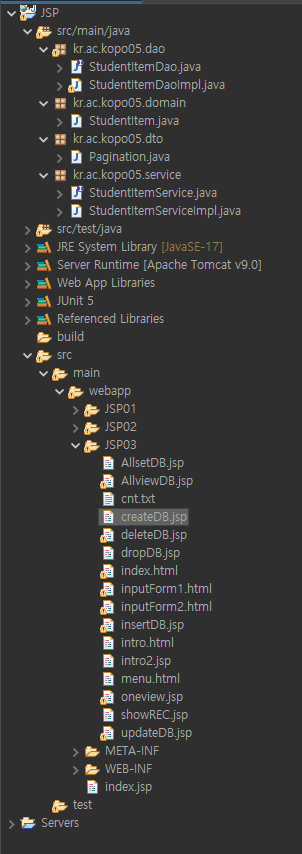 JSP
src/main/java
kr.ac.kopo05.dao
StudentItemDao.java
StudentItemDaoImpl.java
kr.ac.kopo05.domain
StudentItem.java
kr.ac.kopo05.dto
Pagination.java
kr.ac.kopo05.service
StudentItemService.java
StudentItemServiceImpl.java
src/test/java
JRE System Library [JavaSE-17]
Server Runtime [Apache Tomcat v9.0]
Web App Libraries
JUnit 5
Referenced Libraries
build
src
main
webapp
JSP01
JSP02
JSP03
AllsetDB.jsp
AllviewDB.jsp
cnt.txt
createDB.jsp
deleteDB.jsp
dropDB.jsp
index.html
inputForm1.html
inputForm2.html
insertDB.jsp
intro.html
intro2.jsp
menu.html
oneview.jsp
showREC.jsp
updateDB.jsp
META-INF
WEB-INF
index.jsp
test
Servers